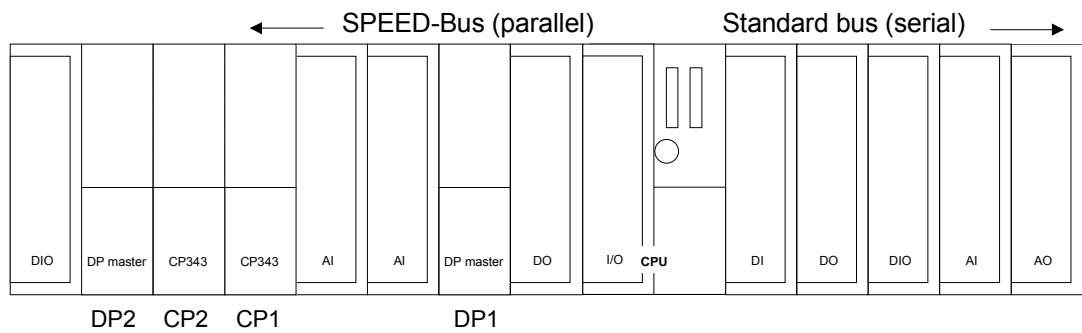 SPEED-Bus (parallel) Standard bus (serial)
DIO DP master CP343 CP343 AI AI DP master DO I/O CPU DI DO DIO AI AO
DP2 CP2 CP1 DP1